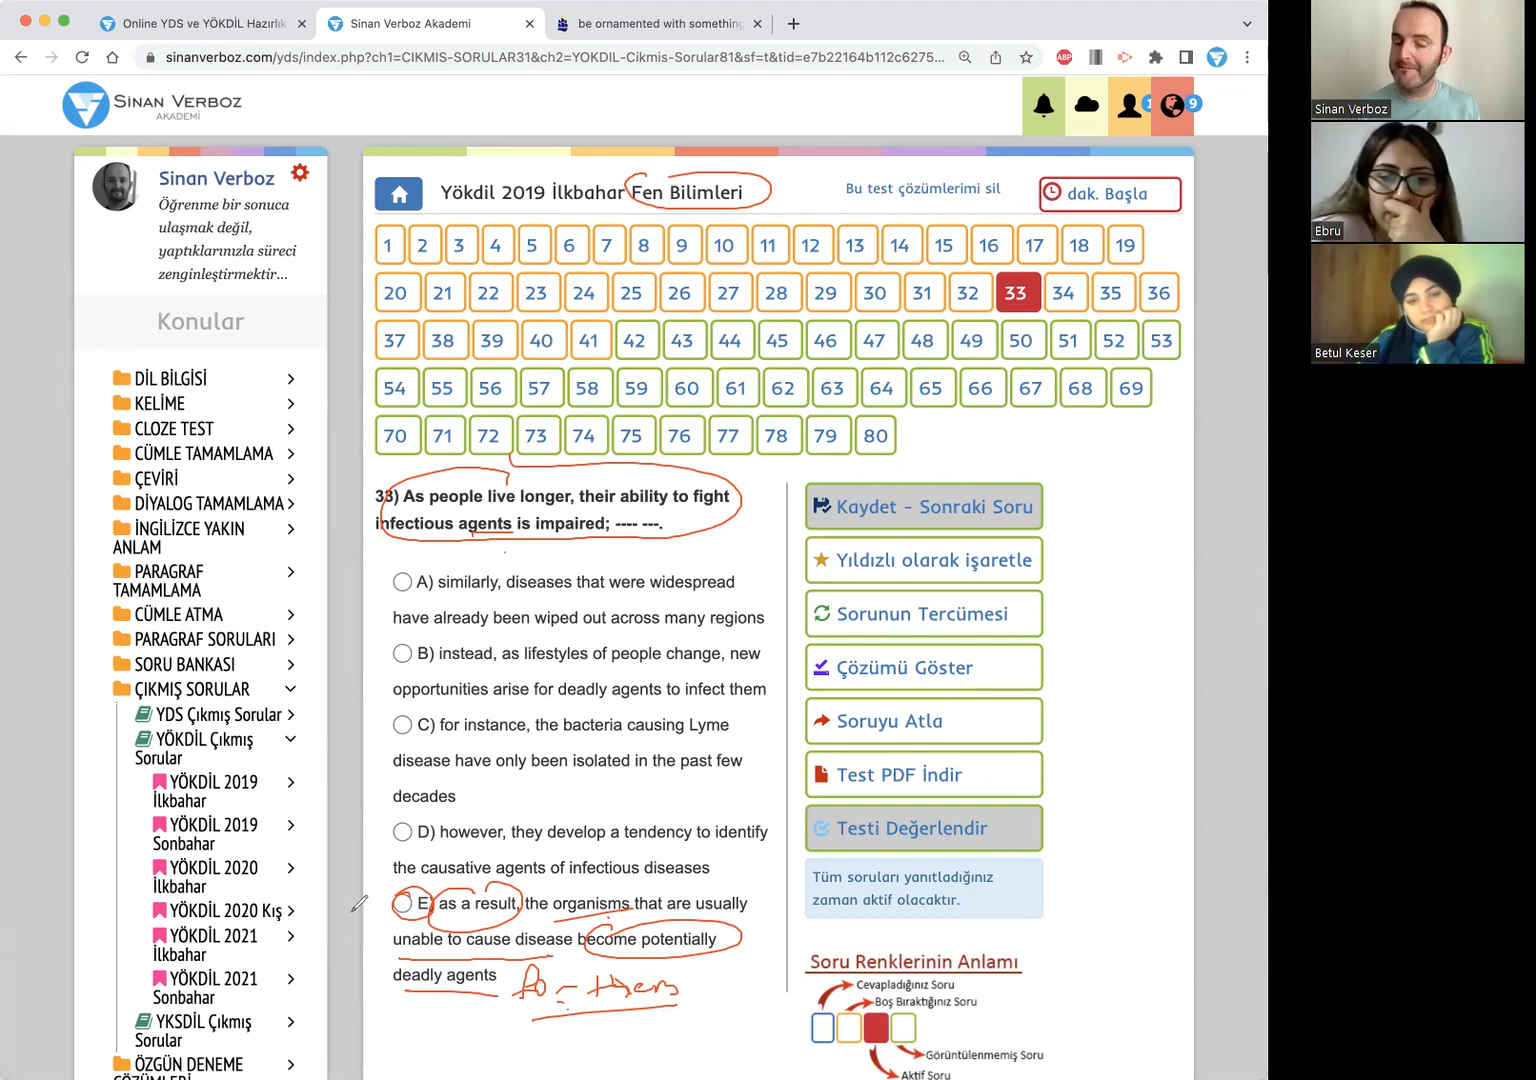 Online YDS ve YÖKDİL Hazırlık
Sinan Verboz Akademi
be ornamented with something
sinanverboz.com/yds/index.php?ch1=CIKMIS-SORULAR31&ch2=YOKDIL-Cikmis-Sorular81&sf=t&tid=e7b22164b112c6275...
ABP
SİNAN VERBOZ
AKADEMİ
1
9
Sinan Verboz
Öğrenme bir sonuca
ulaşmak değil,
yaptıklarınızla süreci
zenginleştirmektir...
Konular
DİL BİLGİSİ
KELİME
CLOZE TEST
CÜMLE TAMAMLAMA
ÇEVİRİ
DİYALOG TAMAMLAMA
İNGİLİZCE YAKIN
ANLAM
PARAGRAF
TAMAMLAMA
CÜMLE ATMA
PARAGRAF SORULARI
SORU BANKASI
ÇIKMIŞ SORULAR
YDS Çıkmış Sorular
YÖKDİL Çıkmış
Sorular
YÖKDİL 2019
İlkbahar
YÖKDİL 2019
Sonbahar
YÖKDİL 2020
İlkbahar
YÖKDİL 2020 Kış
YÖKDİL 2021
İlkbahar
YÖKDİL 2021
Sonbahar
YKSDİL Çıkmış
Sorular
ÖZGÜN DENEME
ÇÖZÜMLERİ
Yökdil 2019 İlkbahar Fen Bilimleri
Bu test çözümlerimi sil
dak. Başla
1 2 3 4 5 6 7 8 9 10 11 12 13 14 15 16 17 18 19
20 21 22 23 24 25 26 27 28 29 30 31 32 33 34 35 36
37 38 39 40 41 42 43 44 45 46 47 48 49 50 51 52 53
54 55 56 57 58 59 60 61 62 63 64 65 66 67 68 69
70 71 72 73 74 75 76 77 78 79 80
33) As people live longer, their ability to fight
infectious agents is impaired; ---- ---.
A) similarly, diseases that were widespread
have already been wiped out across many regions
B) instead, as lifestyles of people change, new
opportunities arise for deadly agents to infect them
C) for instance, the bacteria causing Lyme
disease have only been isolated in the past few
decades
D) however, they develop a tendency to identify
the causative agents of infectious diseases
E) as a result, the organisms that are usually
unable to cause disease become potentially
deadly agents
for them
Kaydet - Sonraki Soru
Yıldızlı olarak işaretle
Sorunun Tercümesi
Çözümü Göster
Soruyu Atla
Test PDF İndir
Testi Değerlendir
Tüm soruları yanıtladığınız
zaman aktif olacaktır.
Soru Renklerinin Anlamı
Cevapladığınız Soru
Boş Bıraktığınız Soru
Görüntülenmemiş Soru
Aktif Soru
Sinan Verboz
Ebru
Betul Keser